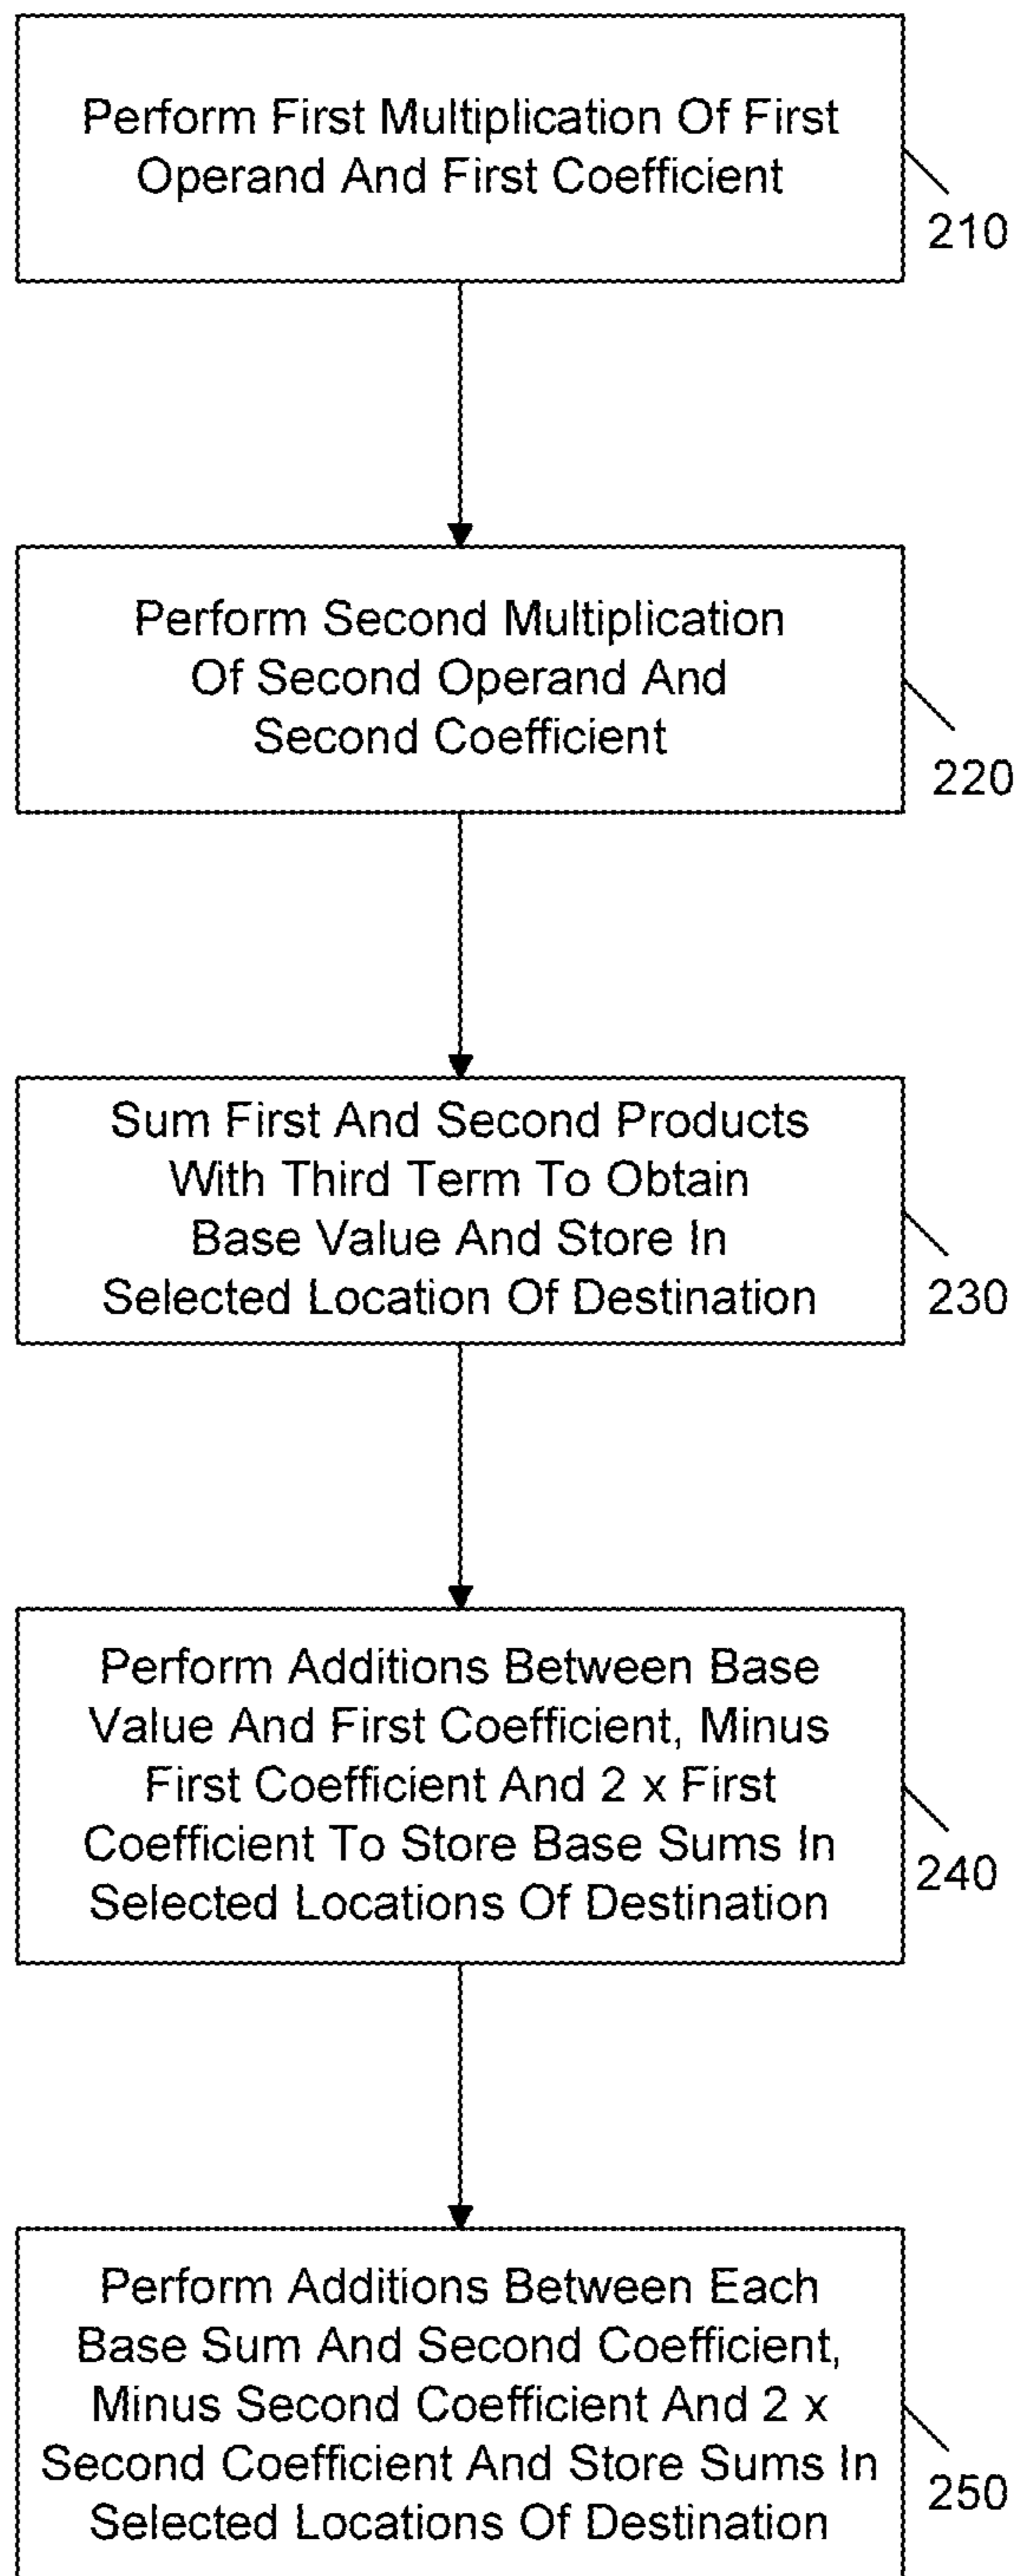 Perform First Multiplication Of First
Operand And First Coefficient
210
Perform Second Multiplication
Of Second Operand And
Second Coefficient
220
Sum First And Second Products
With Third Term To Obtain
Base Value And Store In
Selected Location Of Destination
230
Perform Additions Between Base
Value And First Coefficient, Minus
First Coefficient And 2 x First
Coefficient To Store Base Sums In
Selected Locations Of Destination
240
Perform Additions Between Each
Base Sum And Second Coefficient,
Minus Second Coefficient And 2 x
Second Coefficient And Store Sums In
Selected Locations Of Destination
250